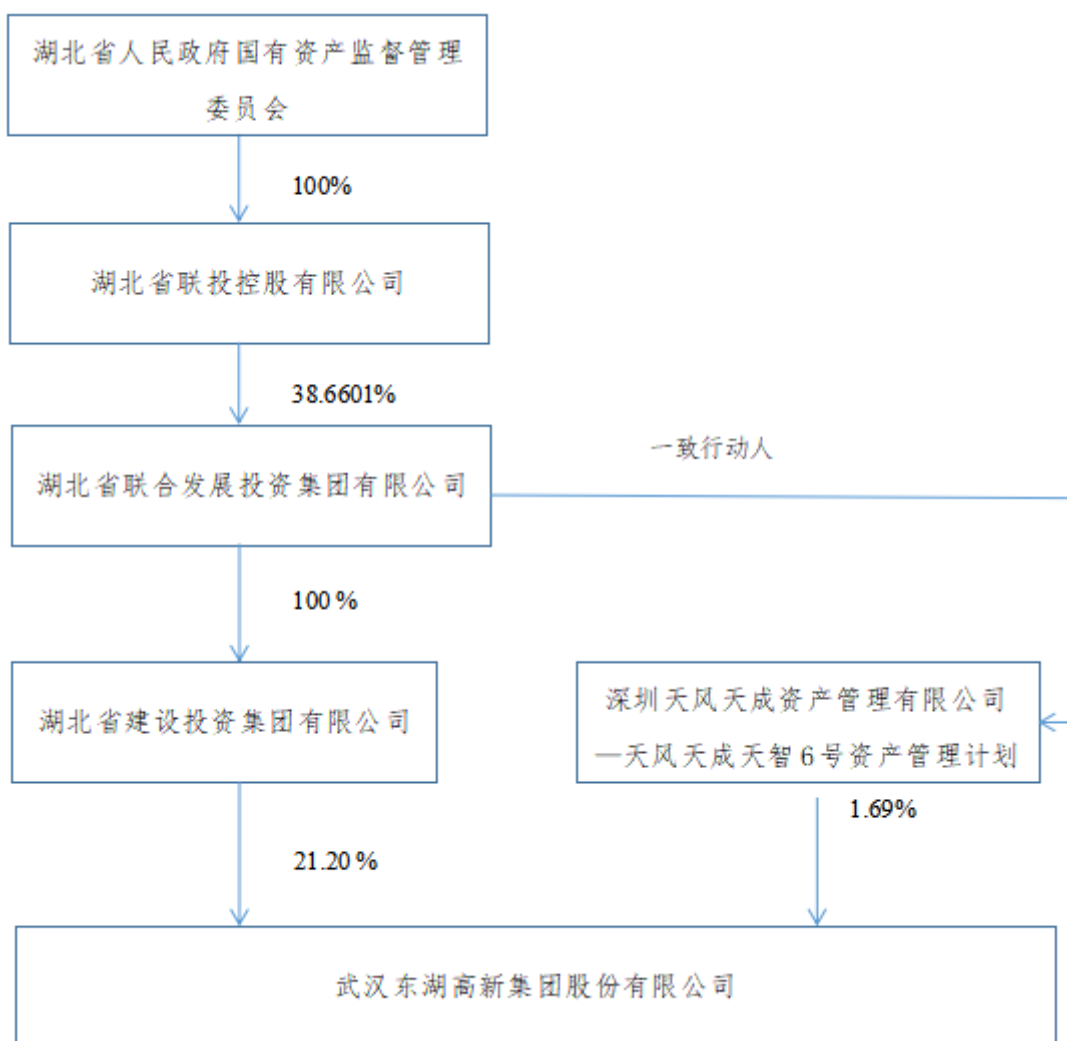 湖北省人民政府国有资产监督管理
委员会
100%
湖北省联投控股有限公司
38.6601%
湖北省联合发展投资集团有限公司
一致行动人
100 %
湖北省建设投资集团有限公司
深圳天风天成资产管理有限公司
—天风天成天智6号资产管理计划
1.69%
21.20 %
武汉东湖高新集团股份有限公司